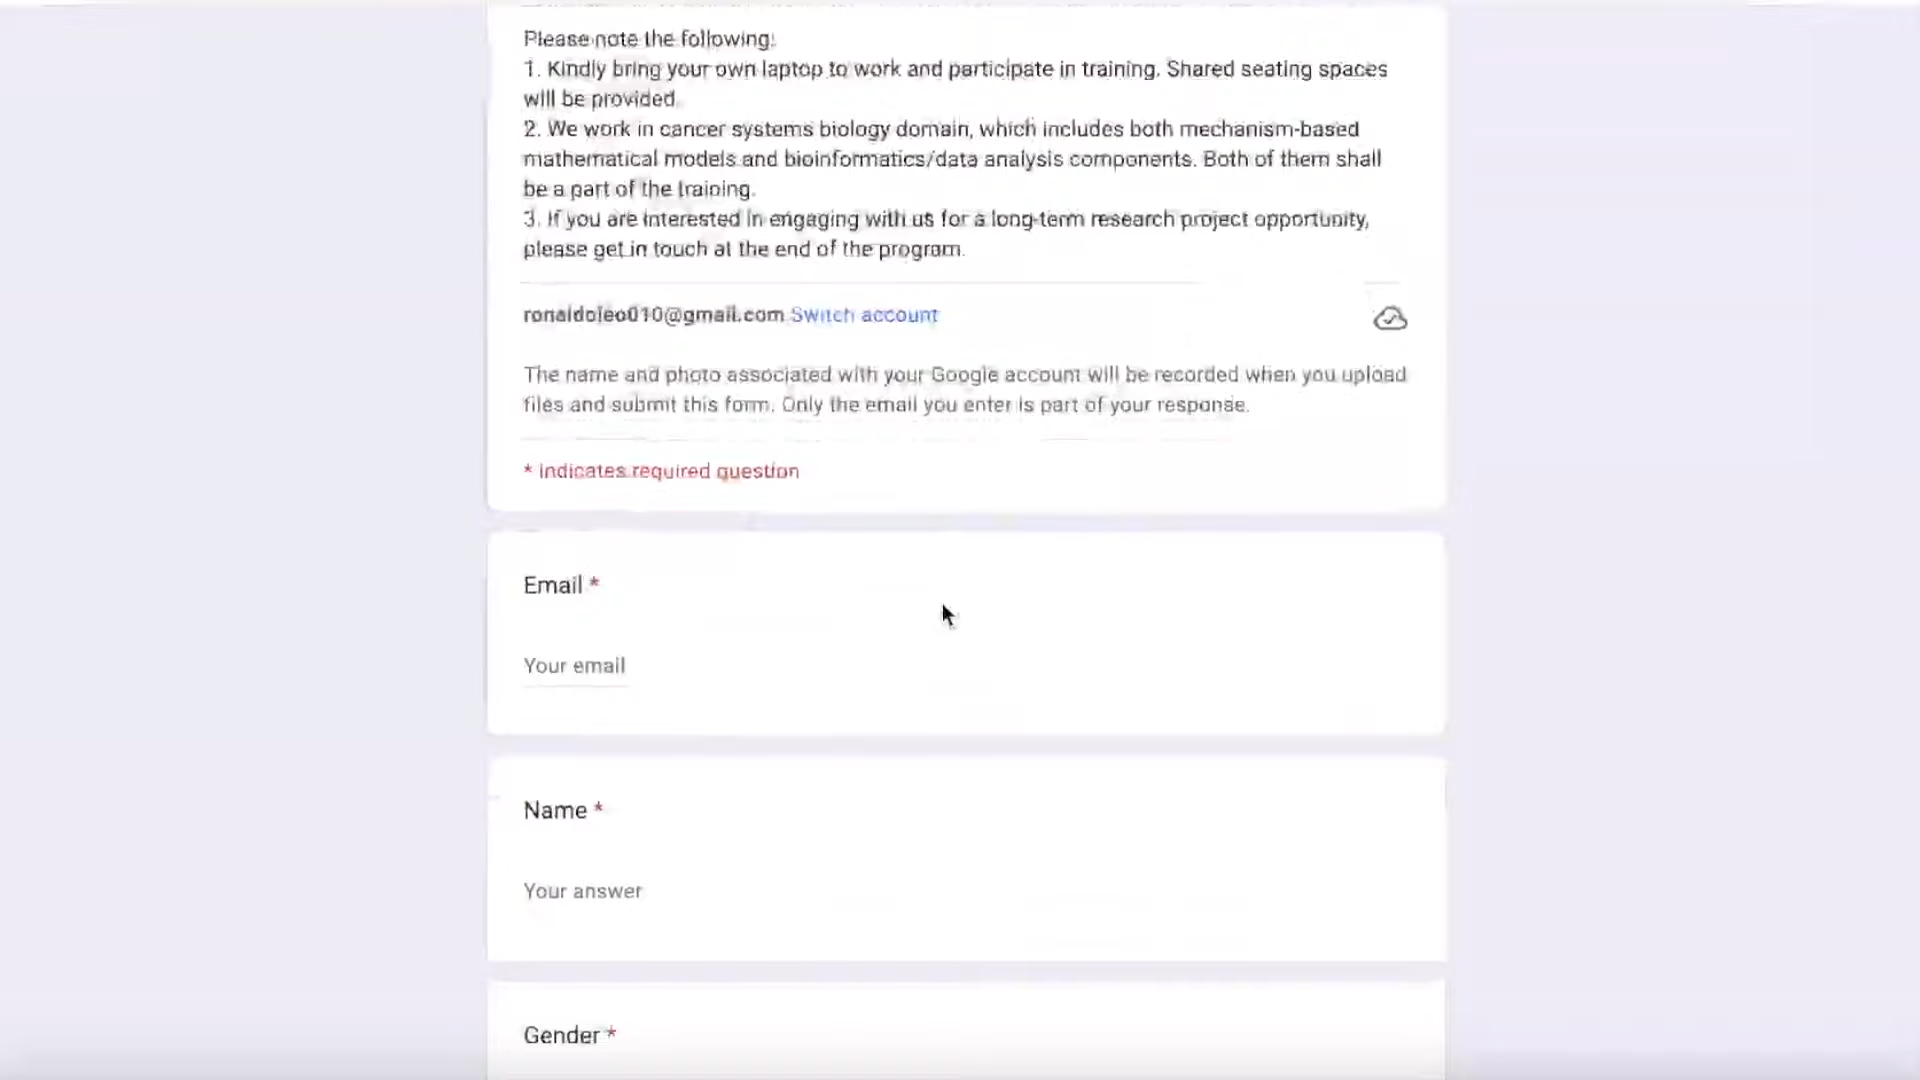 Please note the following:
1. Kindly bring your own laptop to work and participate in training. Shared seating spaces
will be provided.
2. We work in cancer systems biology domain, which includes both mechanism-based
mathematical models and bioinformatics/data analysis components. Both of them shall
be a part of the training.
3. If you are interested in engaging with us for a long-term research project opportunity,
please get in touch at the end of the program.
ronaldoleo010@gmail.com Switch account
The name and photo associated with your Google account will be recorded when you upload
files and submit this form. Only the email you enter is part of your response.
* Indicates required question
Email *
Your email
Name *
Your answer
Gender *